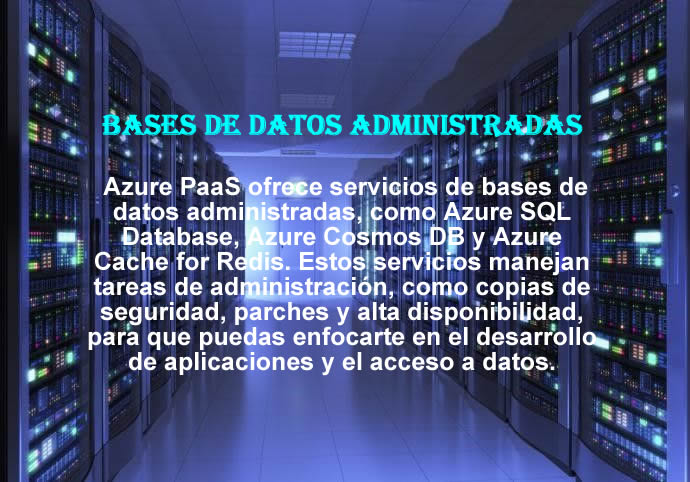 BASES DE DATOS ADMINISTRADAS
Azure PaaS ofrece servicios de bases de
datos administradas, como Azure SQL
Database, Azure Cosmos DB y Azure
Cache for Redis. Estos servicios manejan
tareas de administración, como copias de
seguridad, parches y alta disponibilidad,
para que puedas enfocarte en el desarrollo
de aplicaciones y el acceso a datos.